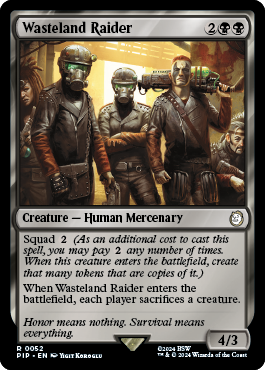 Wasteland Raider 2
Creature — Human Mercenary
Squad 2 (As an additional cost to cast this
spell, you may pay 2 any number of times.
When this creature enters the battlefield, create
that many tokens that are copies of it.)
When Wasteland Raider enters the
battlefield, each player sacrifices a creature.
Honor means nothing. Survival means
everything.
4/3
R 0052
PIP • EN YIGIT KOROGLU
©2024 BSW
™ & © 2024 Wizards of the Coast